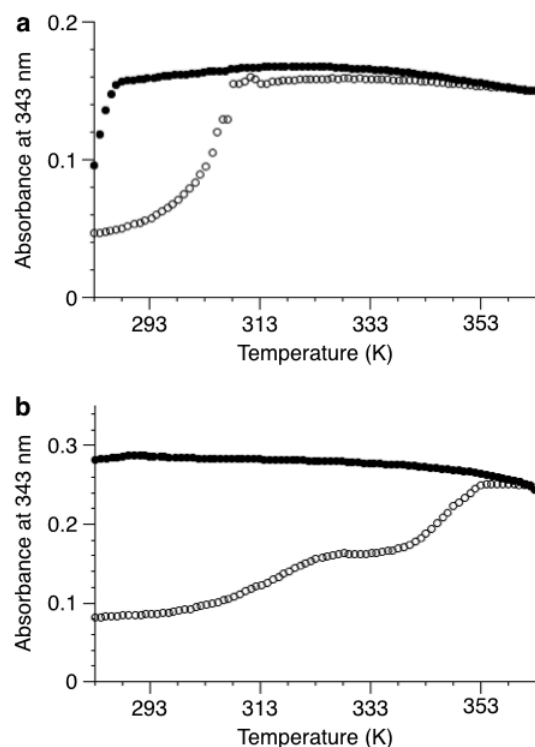 a
0.2
0.1
0
Absorbance at 343 nm
293 313 333 353
Temperature (K)
b
0.3
0.2
0.1
0
Absorbance at 343 nm
293 313 333 353
Temperature (K)